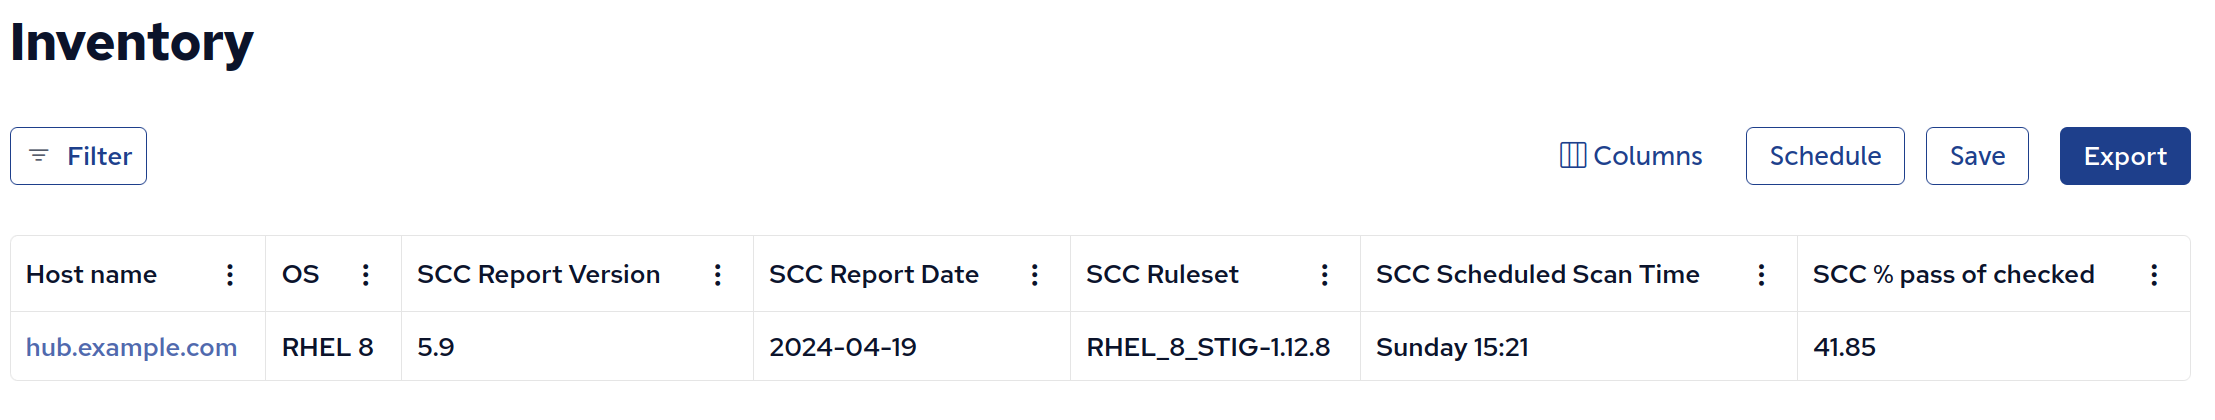 Inventory
Filter
Columns
Schedule
Save
Export
Host name OS SCC Report Version SCC Report Date SCC Ruleset SCC Scheduled Scan Time SCC % pass of checked
hub.example.com RHEL 8 5.9 2024-04-19 RHEL_8_STIG-1.12.8 Sunday 15:21 41.85